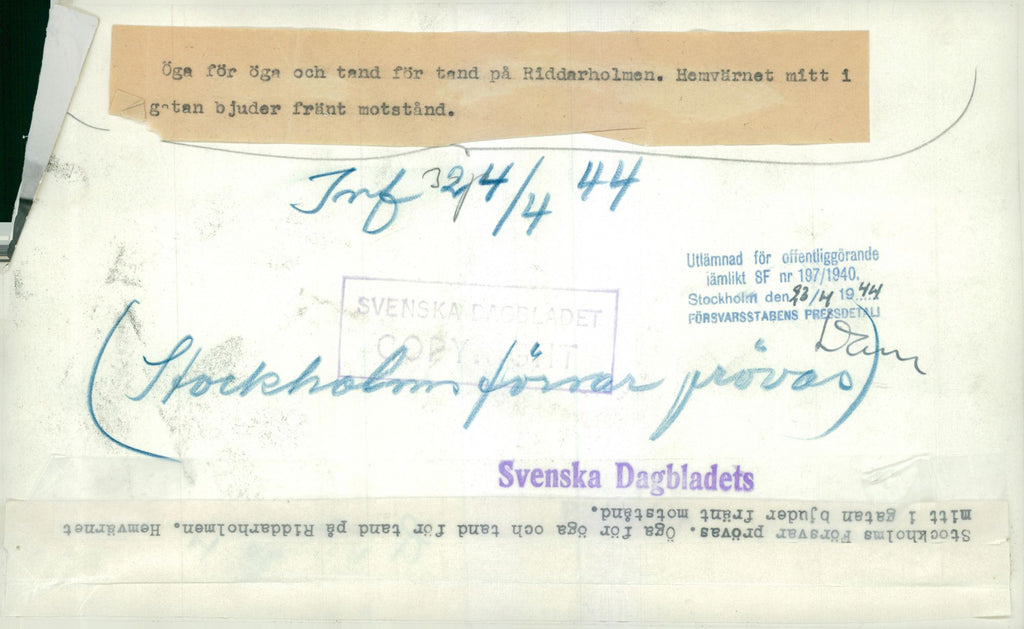 Öga för öga och tand för tand på Riddarholmen. Hemvärnet mitt i
gatan bjuder fränt motstånd.
Inf 4/4 44
Utlämnad för offentliggörande
jämlikt SF nr 197/1940.
Stockholm den 23/4 1944
FÖRSVARSSTABENS PRESSDETALJ
SVENSKA DAGBLADET
COPYRIGHT
(Stockholms försvar prövas)
Svenska Dagbladets
Stockholms Försvar prövas. Öga för öga och tand för tand på Riddarholmen. Hemvärnet
mitt i gatan bjuder fränt motstånd.